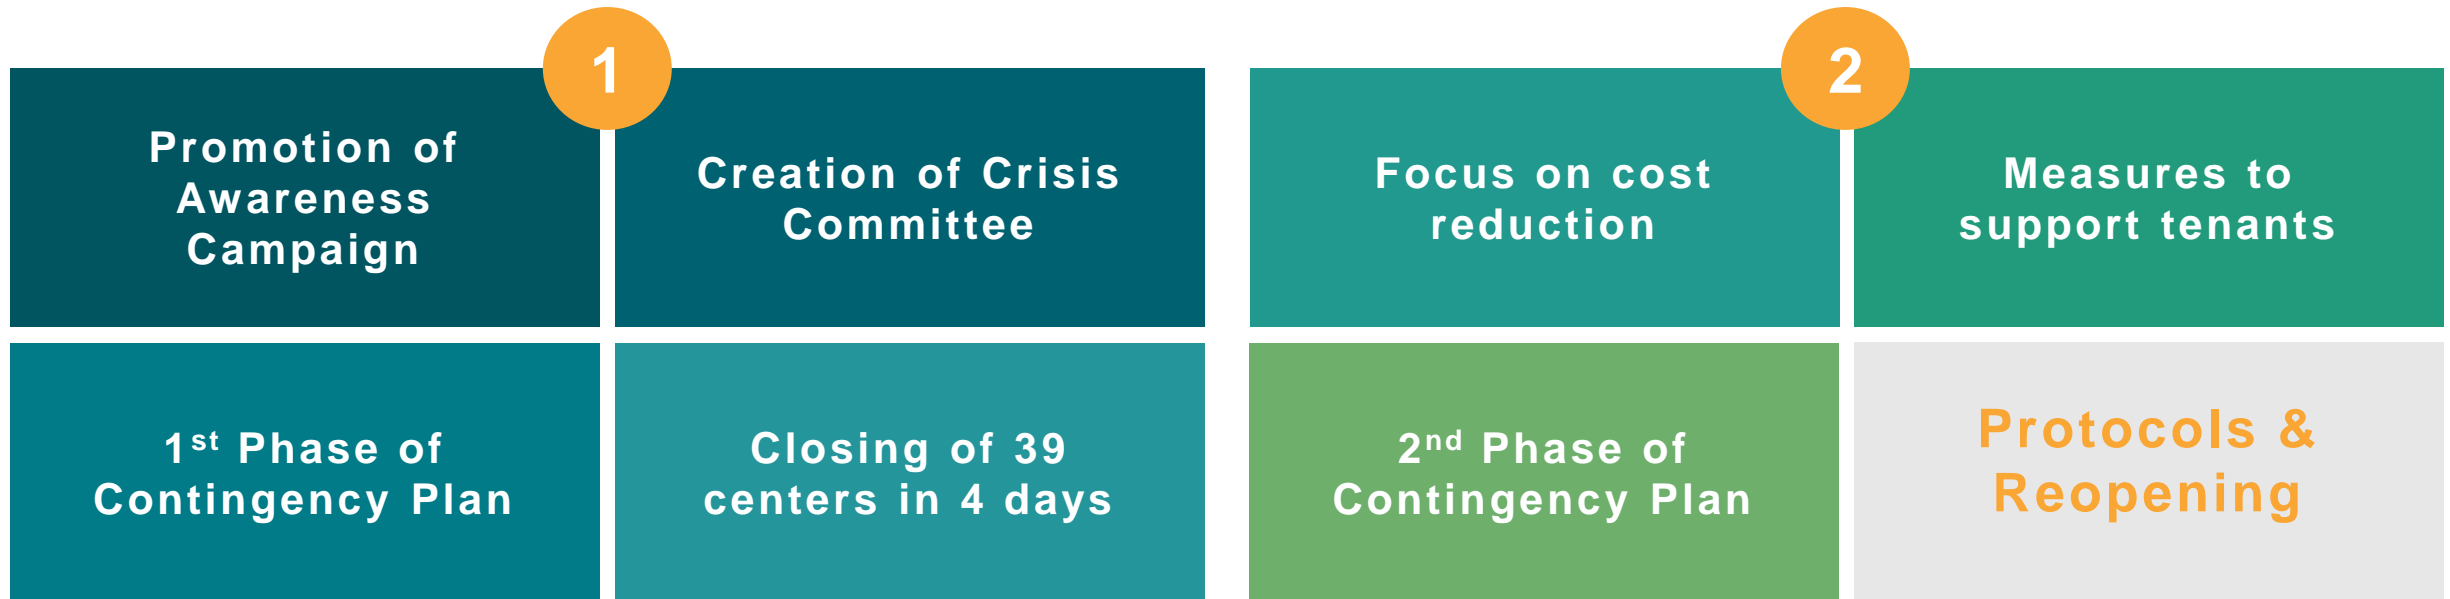 1
Promotion of
Awareness
Campaign
Creation of Crisis
Committee
1st Phase of
Contingency Plan
Closing of 39
centers in 4 days
2
Focus on cost
reduction
Measures to
support tenants
2nd Phase of
Contingency Plan
Protocols &
Reopening